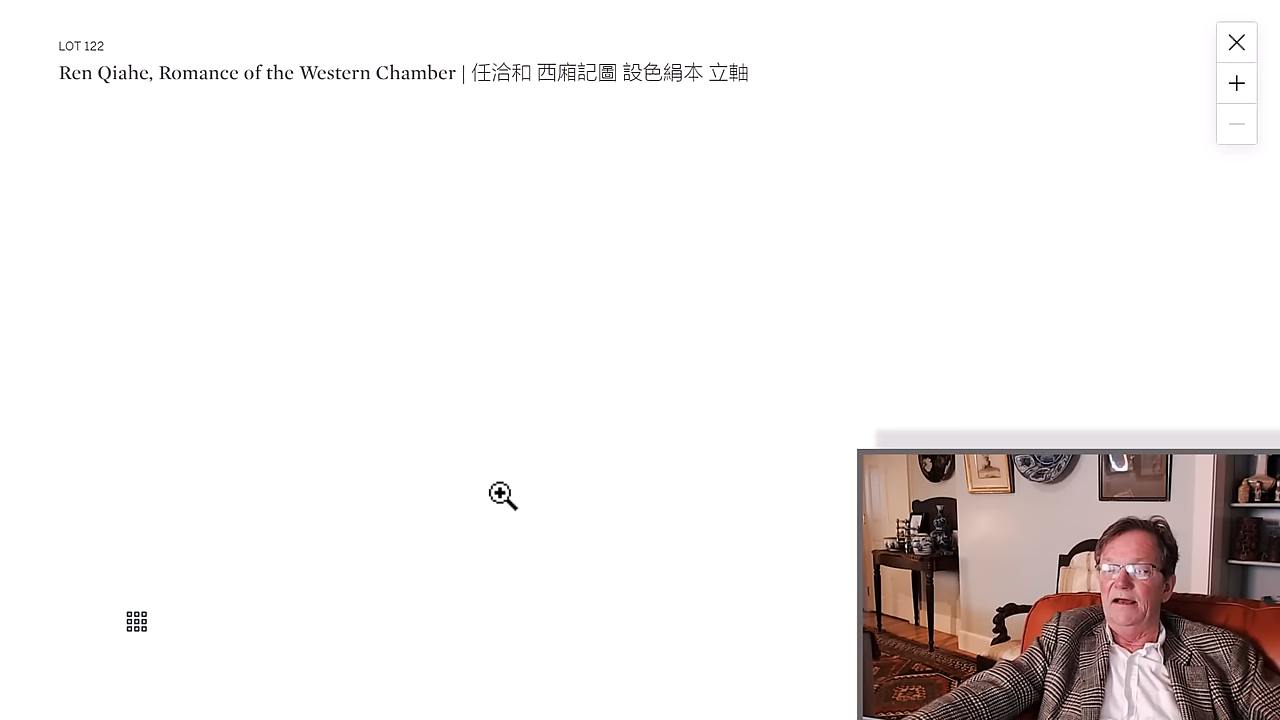 LOT 122
Ren Qiahe, Romance of the Western Chamber | 任洽和 西廂記圖 設色絹本 立軸